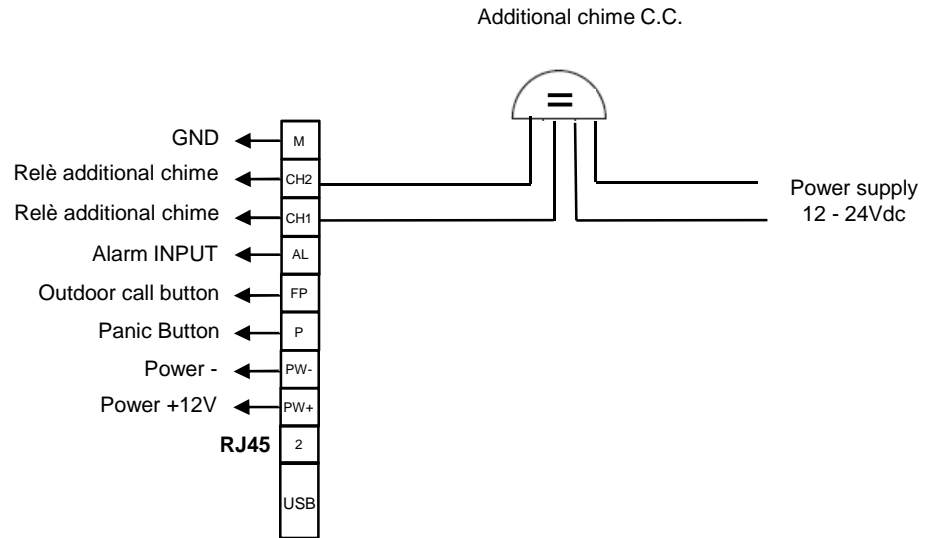 Additional chime C.C.
=
GND M
Relè additional chime CH2
Relè additional chime CH1
Alarm INPUT AL
Outdoor call button FP
Panic Button P
Power - PW-
Power +12V PW+
RJ45 2
USB
Power supply
12 - 24Vdc